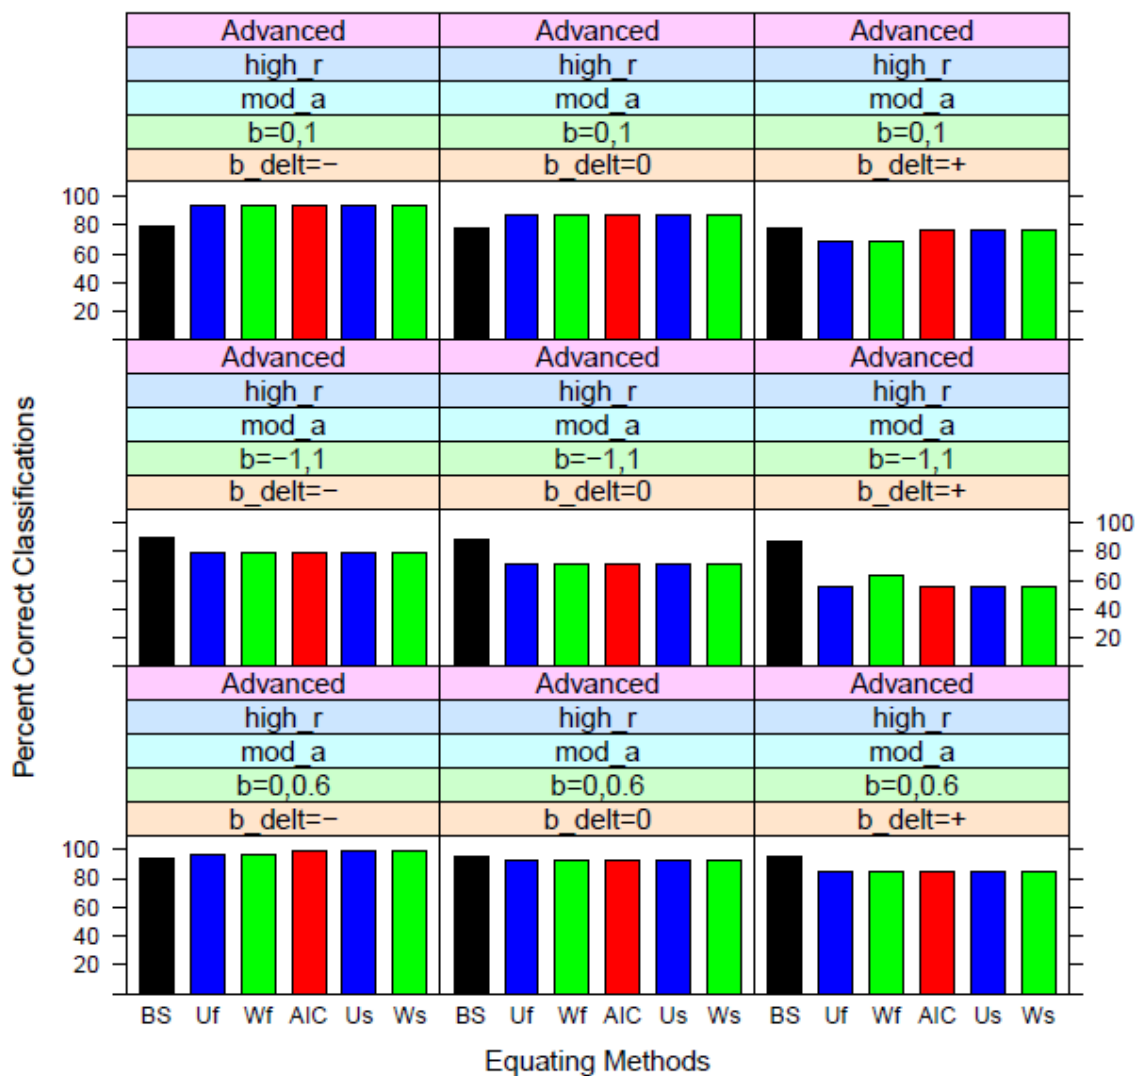 Advanced Advanced Advanced
high_r high_r high_r
mod_a mod_a mod_a
b=0,1 b=0,1 b=0,1
b_delt=− b_delt=0 b_delt=+
100
80
60
40
20
Advanced Advanced Advanced
high_r high_r high_r
mod_a mod_a mod_a
b=−1,1 b=−1,1 b=−1,1
b_delt=− b_delt=0 b_delt=+
100
80
60
40
20
Percent Correct Classifications
Advanced Advanced Advanced
high_r high_r high_r
mod_a mod_a mod_a
b=0,0.6 b=0,0.6 b=0,0.6
b_delt=− b_delt=0 b_delt=+
100
80
60
40
20
BS Uf Wf AIC Us Ws BS Uf Wf AIC Us Ws BS Uf Wf AIC Us Ws
Equating Methods